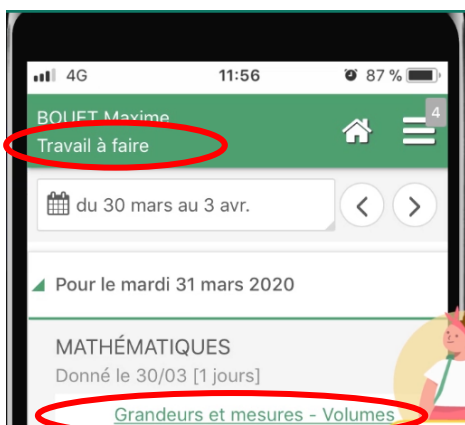 4G 11:56 87 %
BOUET Maxime
4
Travail à faire
du 30 mars au 3 avr.
Pour le mardi 31 mars 2020
MATHÉMATIQUES
Donné le 30/03 [1 jours]
Grandeurs et mesures - Volumes